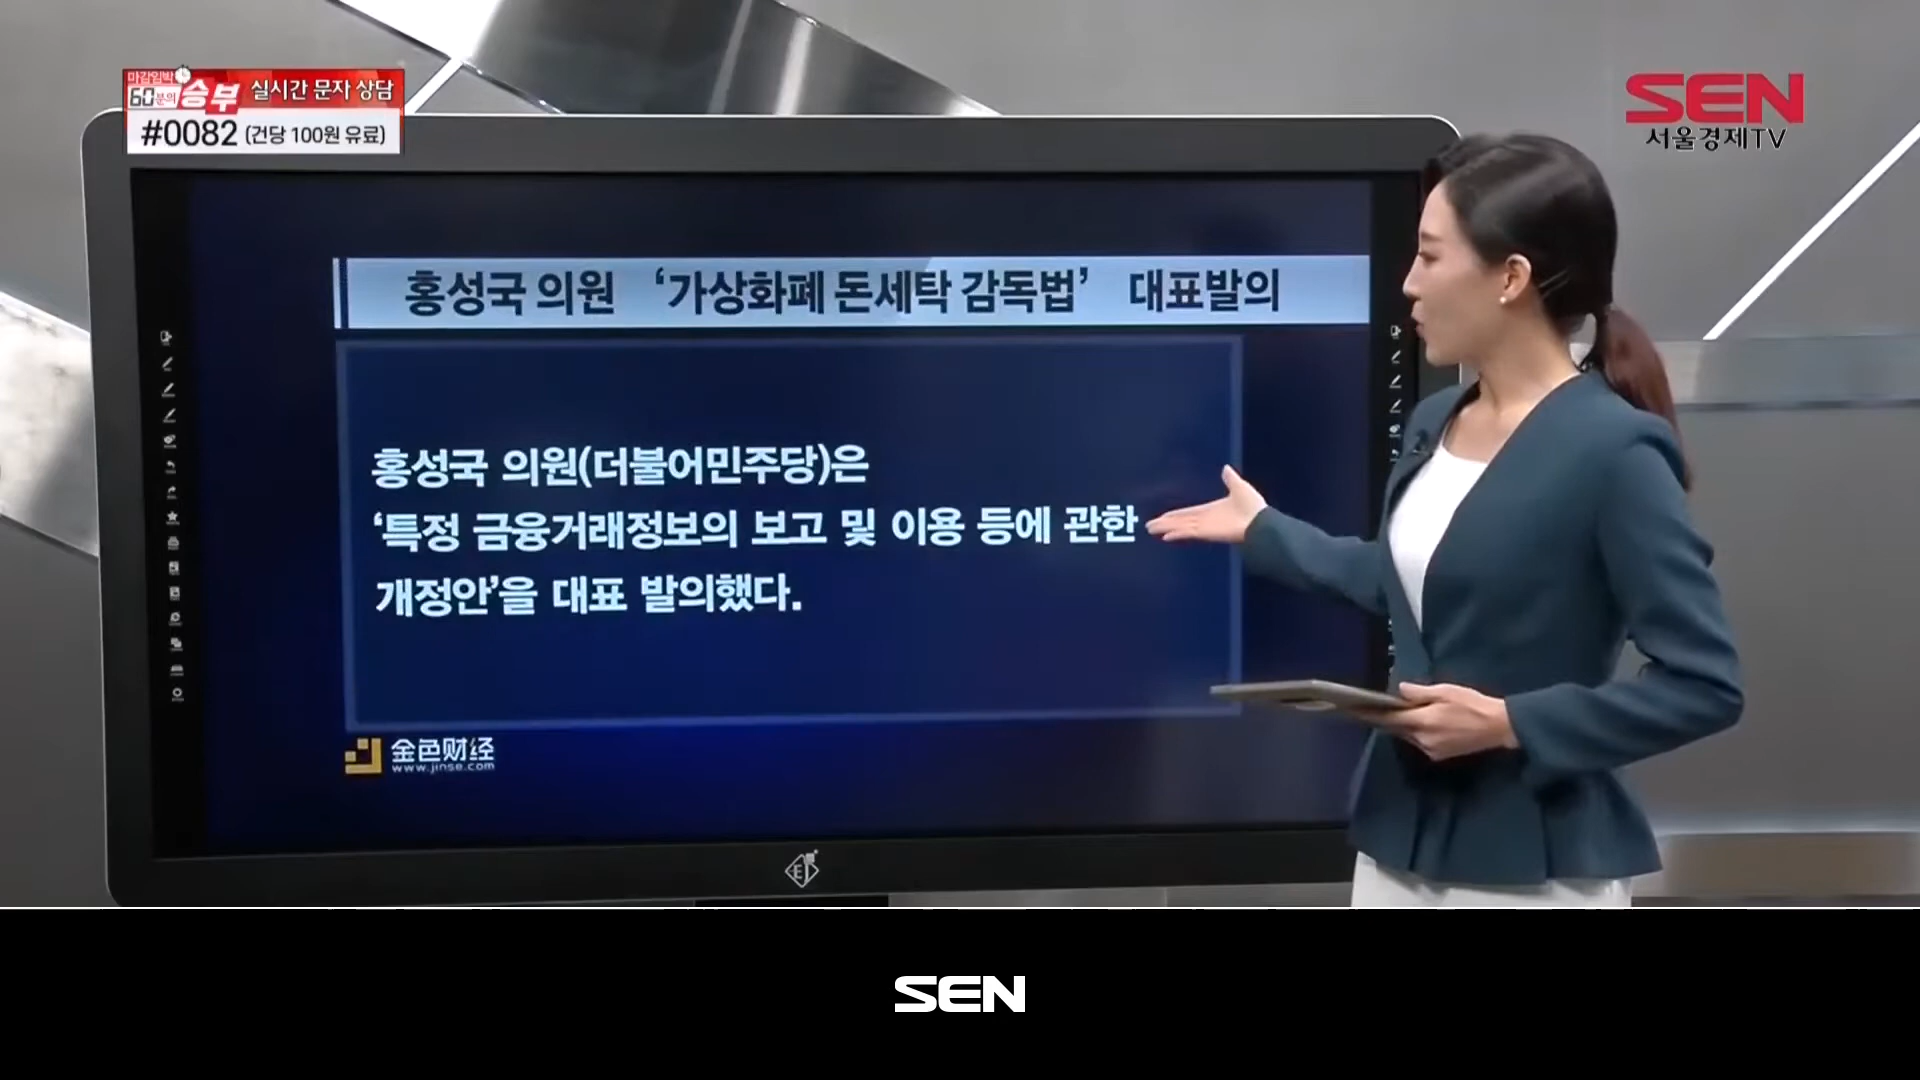 마감임박
60분의 승부
실시간 문자 상담
#0082 (건당 100원 유료)
SEN
서울경제TV
홍성국 의원 ‘가상화폐 돈세탁 감독법’ 대표발의
홍성국 의원(더불어민주당)은
‘특정 금융거래정보의 보고 및 이용 등에 관한
개정안’을 대표 발의했다.
金色财经
www.jinse.com
SEN